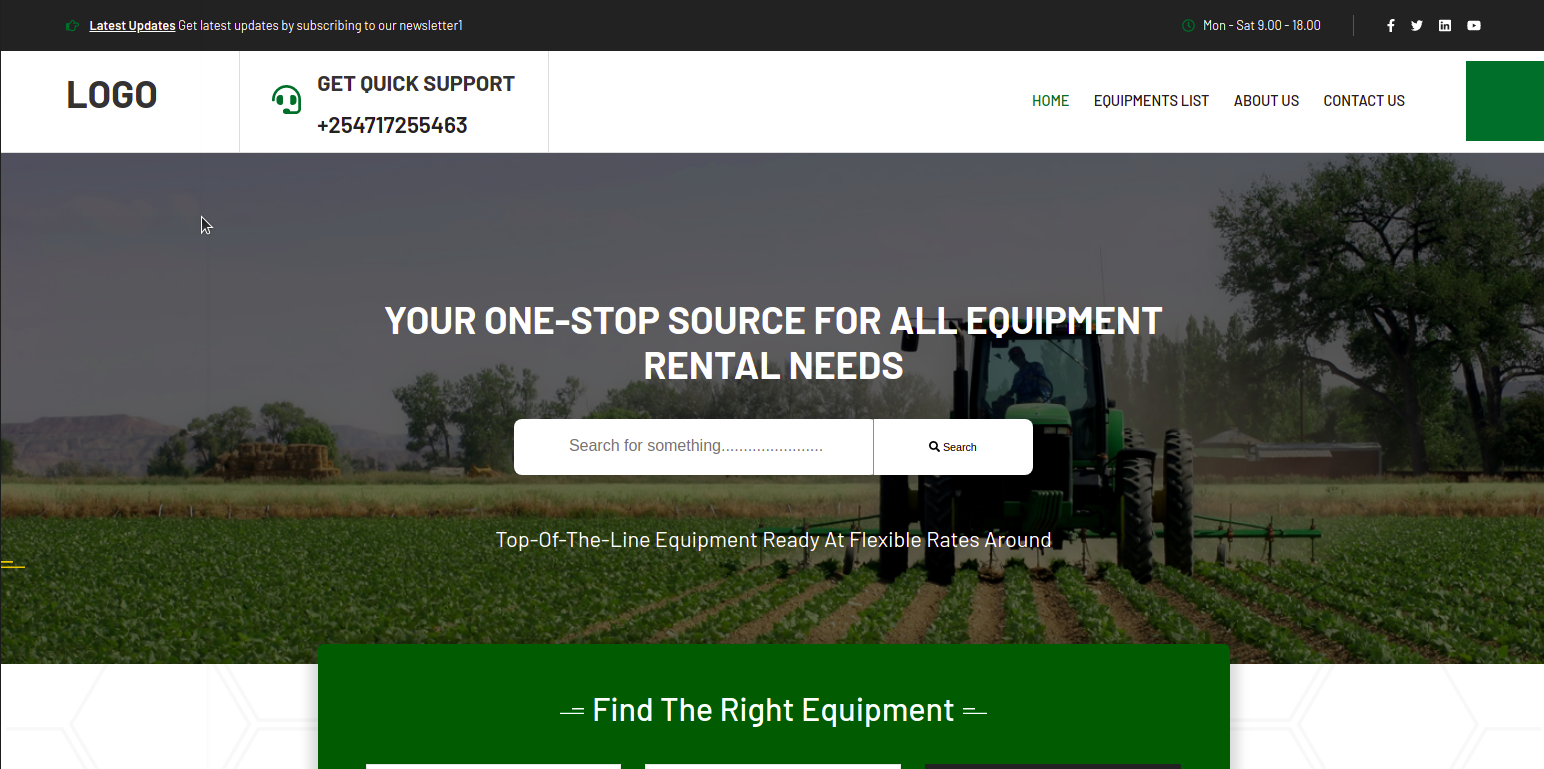 Latest Updates Get latest updates by subscribing to our newsletter1
Mon - Sat 9.00 - 18.00
LOGO
GET QUICK SUPPORT
+254717255463
HOME EQUIPMENTS LIST ABOUT US CONTACT US
YOUR ONE-STOP SOURCE FOR ALL EQUIPMENT
RENTAL NEEDS
Search for something.......................
Search
Top-Of-The-Line Equipment Ready At Flexible Rates Around
Find The Right Equipment